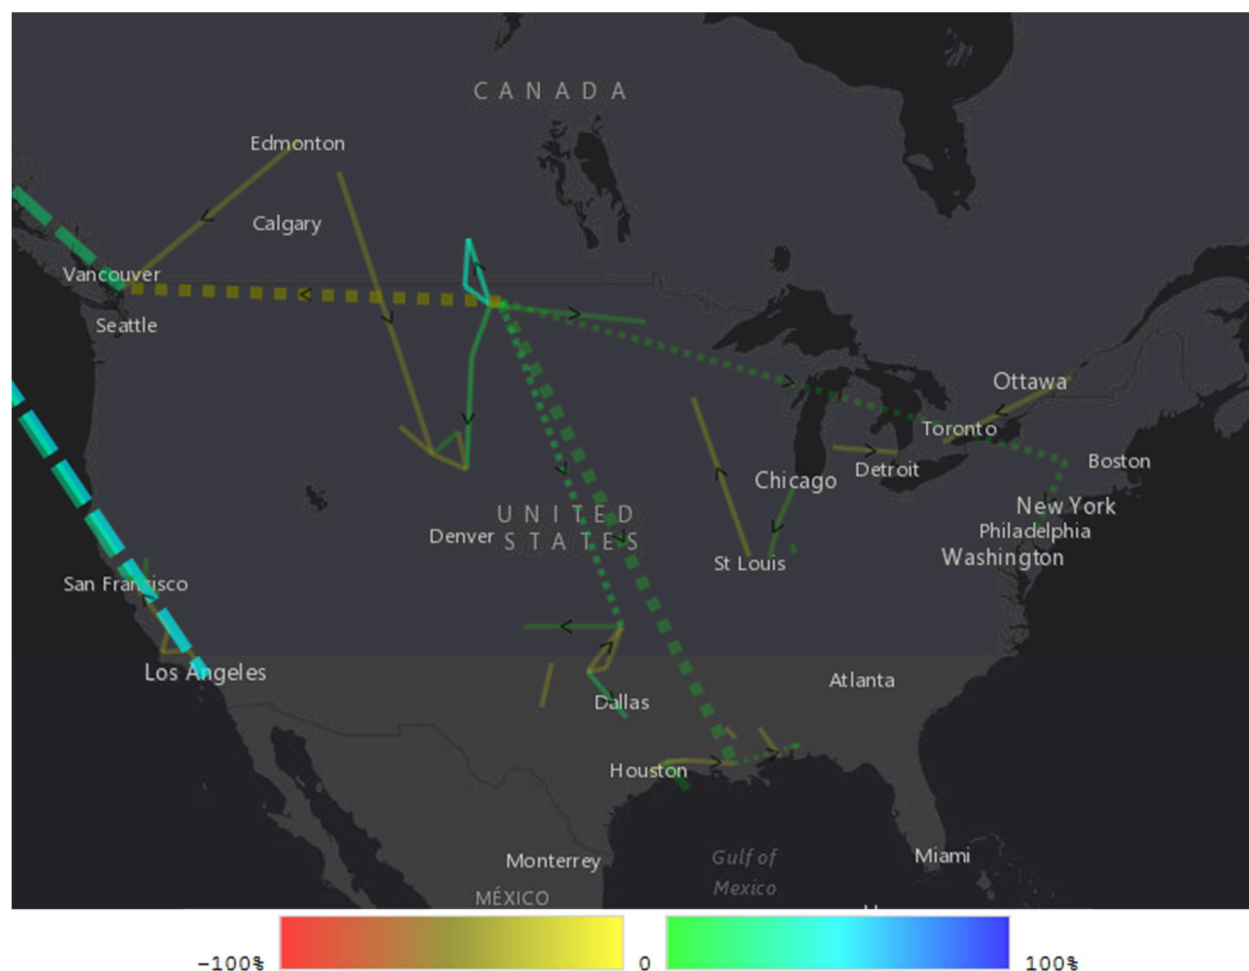 CANADA
Edmonton
Calgary
Vancouver
Seattle
Ottawa
Toronto
Boston
Detroit
Chicago
New York
UNITED
STATES
Denver
Philadelphia
Washington
St Louis
San Francisco
Los Angeles
Atlanta
Dallas
Houston
Monterrey
Gulf of
Mexico
Miami
MÉXICO
-100%
0
100%